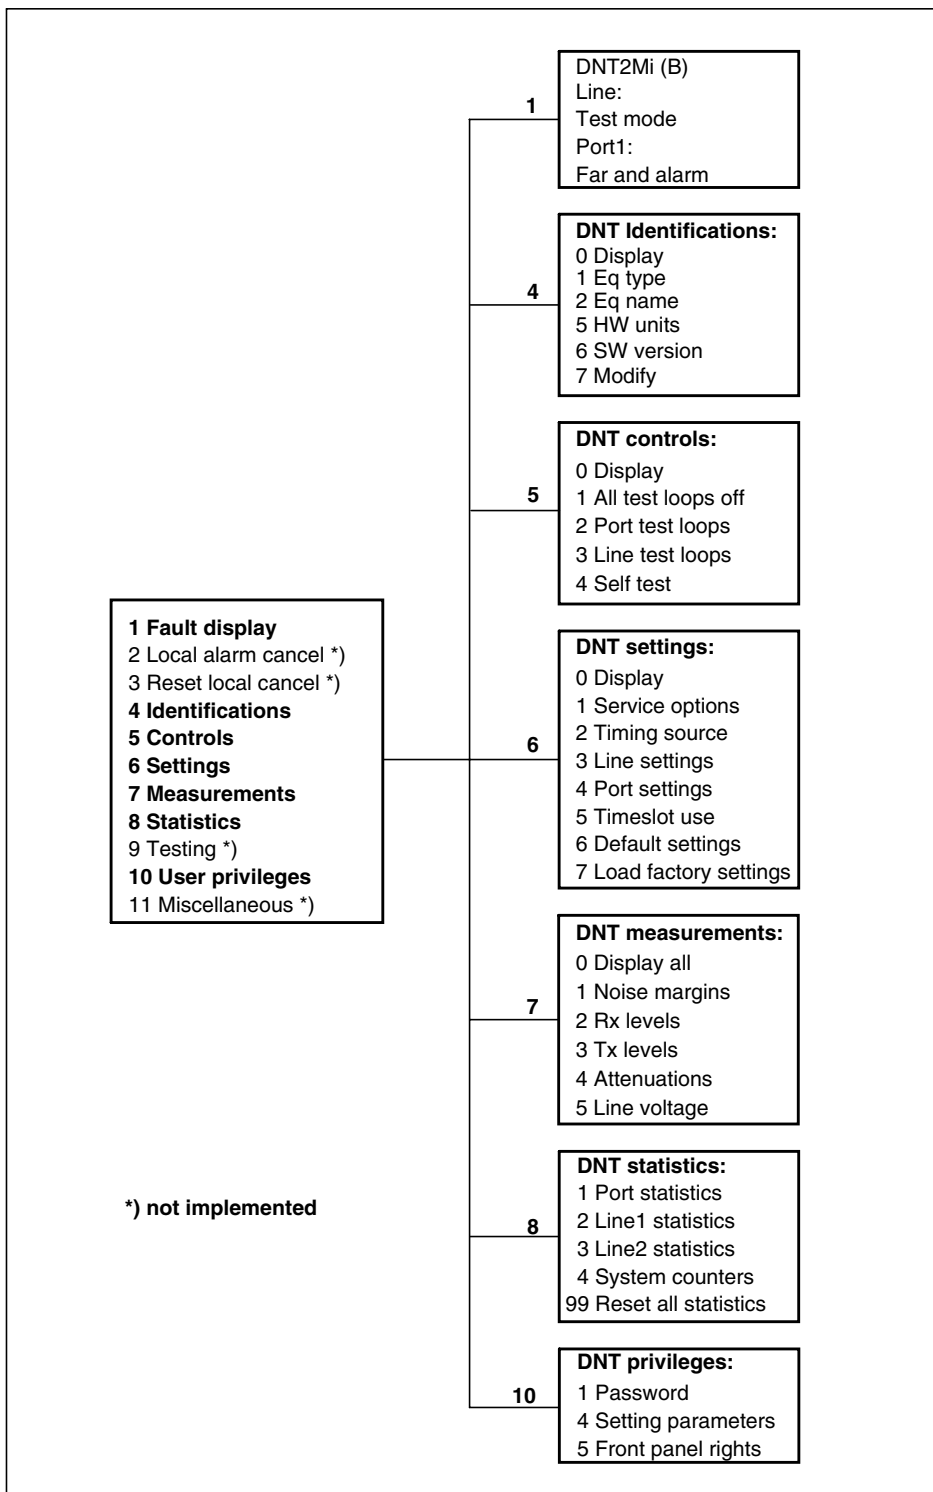 1
DNT2Mi (B)
Line:
Test mode
Port1:
Far and alarm
4
DNT Identifications:
0 Display
1 Eq type
2 Eq name
5 HW units
6 SW version
7 Modify
5
DNT controls:
0 Display
1 All test loops off
2 Port test loops
3 Line test loops
4 Self test
1 Fault display
2 Local alarm cancel *)
3 Reset local cancel *)
4 Identifications
5 Controls
6 Settings
7 Measurements
8 Statistics
9 Testing *)
10 User privileges
11 Miscellaneous *)
6
DNT settings:
0 Display
1 Service options
2 Timing source
3 Line settings
4 Port settings
5 Timeslot use
6 Default settings
7 Load factory settings
7
DNT measurements:
0 Display all
1 Noise margins
2 Rx levels
3 Tx levels
4 Attenuations
5 Line voltage
*) not implemented
8
DNT statistics:
1 Port statistics
2 Line1 statistics
3 Line2 statistics
4 System counters
99 Reset all statistics
10
DNT privileges:
1 Password
4 Setting parameters
5 Front panel rights